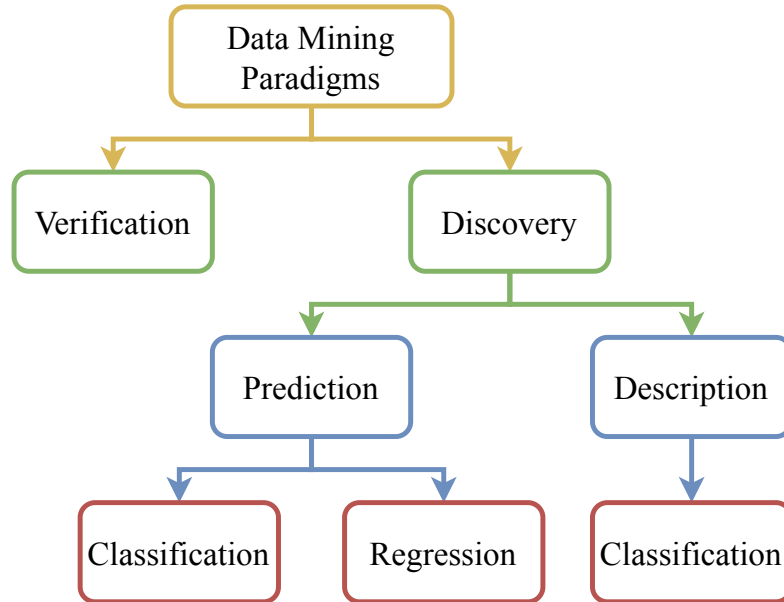 Data Mining
Paradigms
Verification
Discovery
Prediction
Description
Classification
Regression
Classification